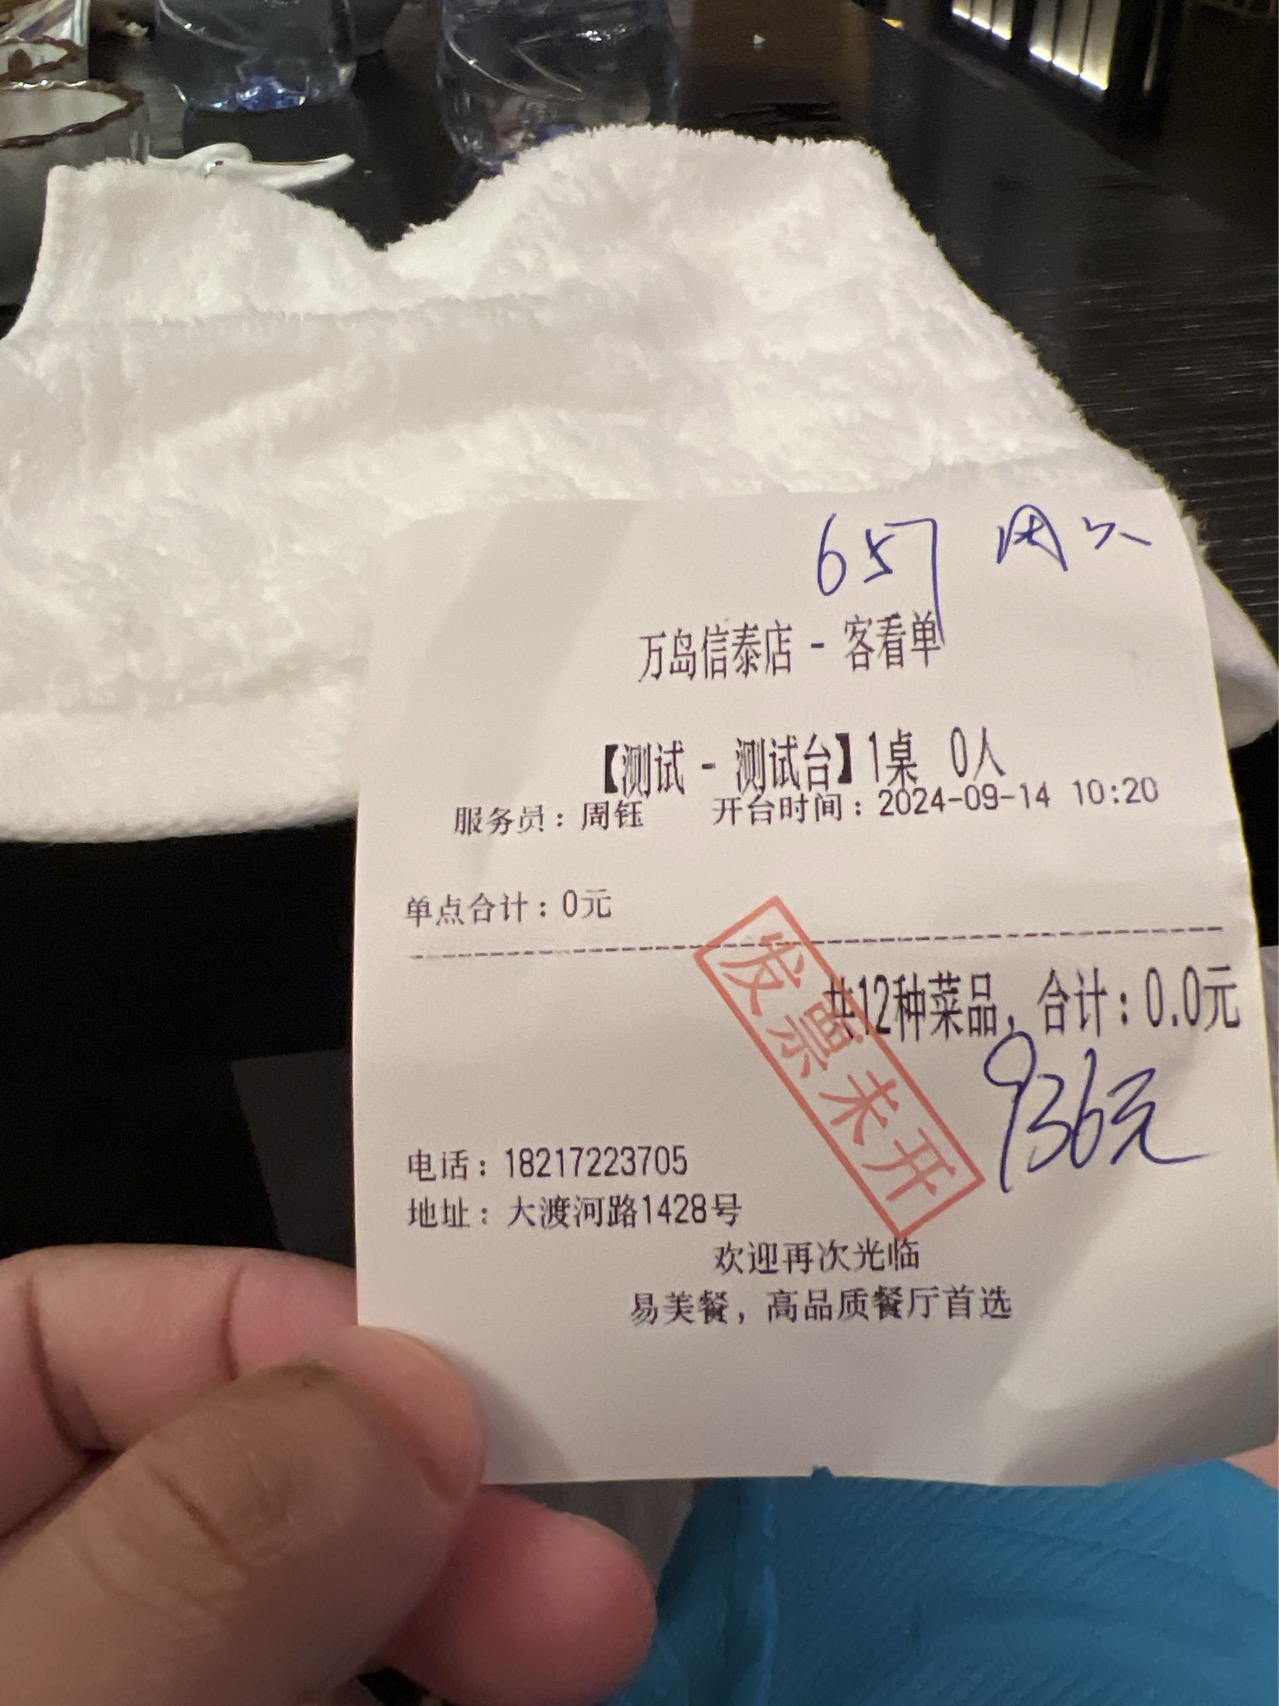 657
万岛信泰店 - 客看单
【测试 - 测试台】1桌 0人
服务员：周钰 开台时间：2024-09-14 10:20
单点合计：0元
共12种菜品，合计：0.0元
发票未开
936元
电话：18217223705
地址：大渡河路1428号
欢迎再次光临
易美餐，高品质餐厅首选